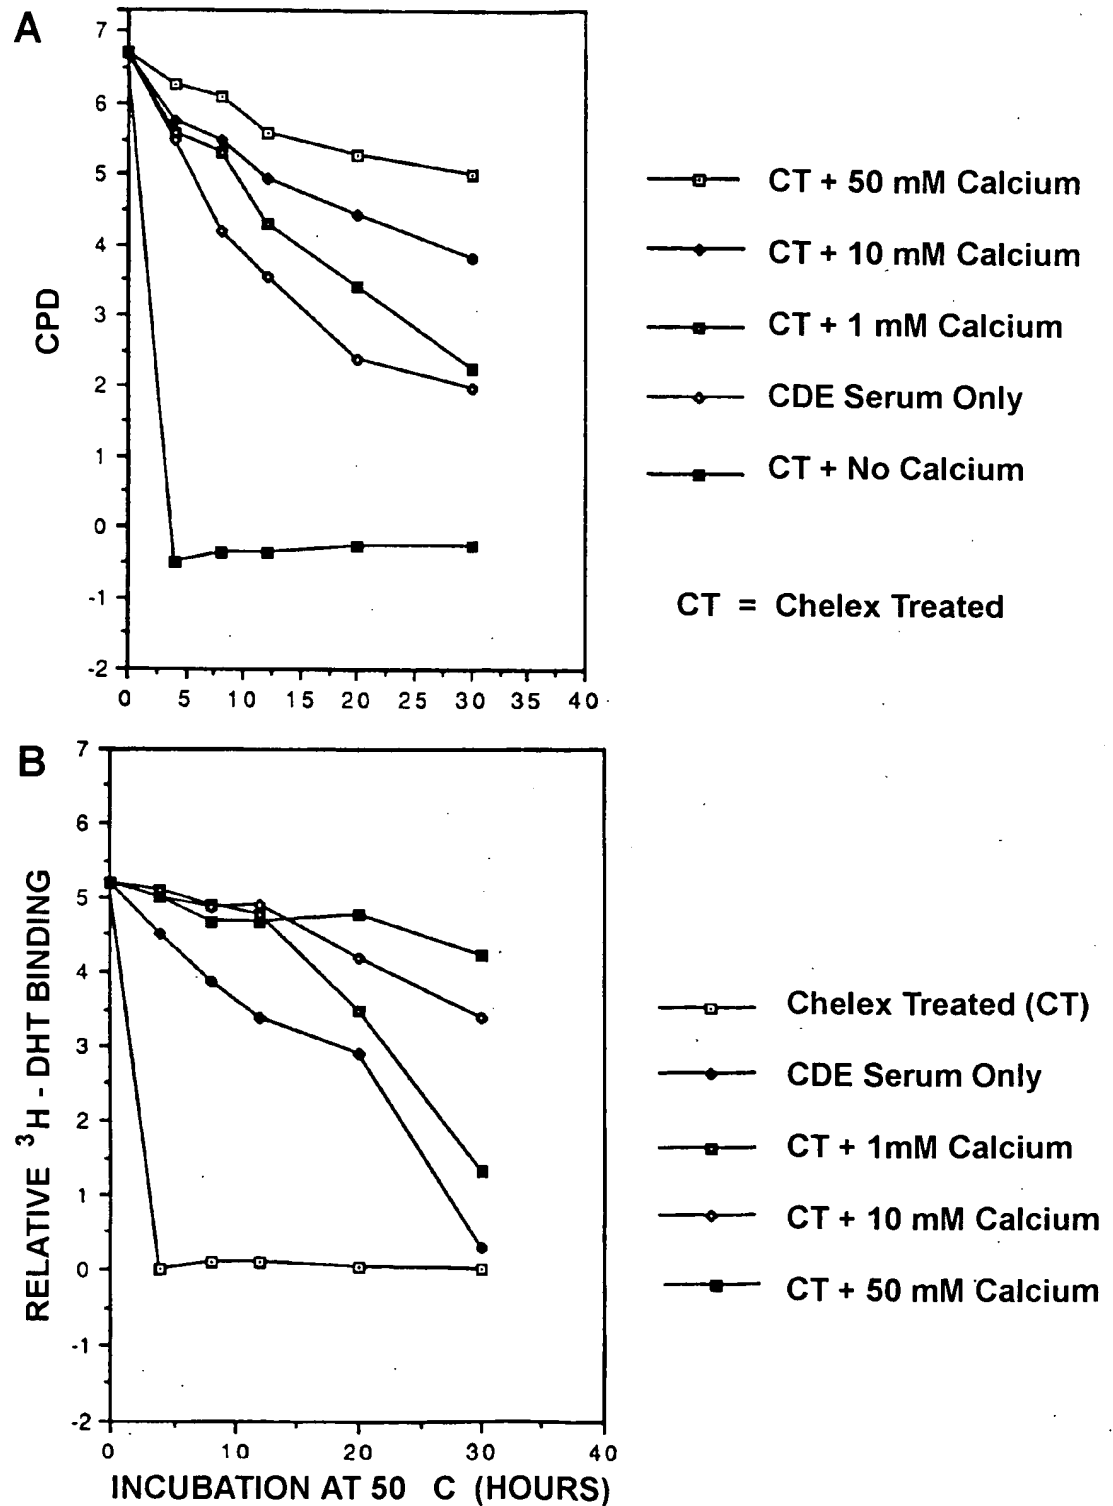 A
7
6
5
4
3
2
1
0
-1
-2
CPD
0 5 10 15 20 25 30 35 40
CT + 50 mM Calcium
CT + 10 mM Calcium
CT + 1 mM Calcium
CDE Serum Only
CT + No Calcium
CT = Chelex Treated
B
7
6
5
4
3
2
1
0
-1
-2
RELATIVE ³H - DHT BINDING
0 10 20 30 40
INCUBATION AT 50 C (HOURS)
Chelex Treated (CT)
CDE Serum Only
CT + 1mM Calcium
CT + 10 mM Calcium
CT + 50 mM Calcium